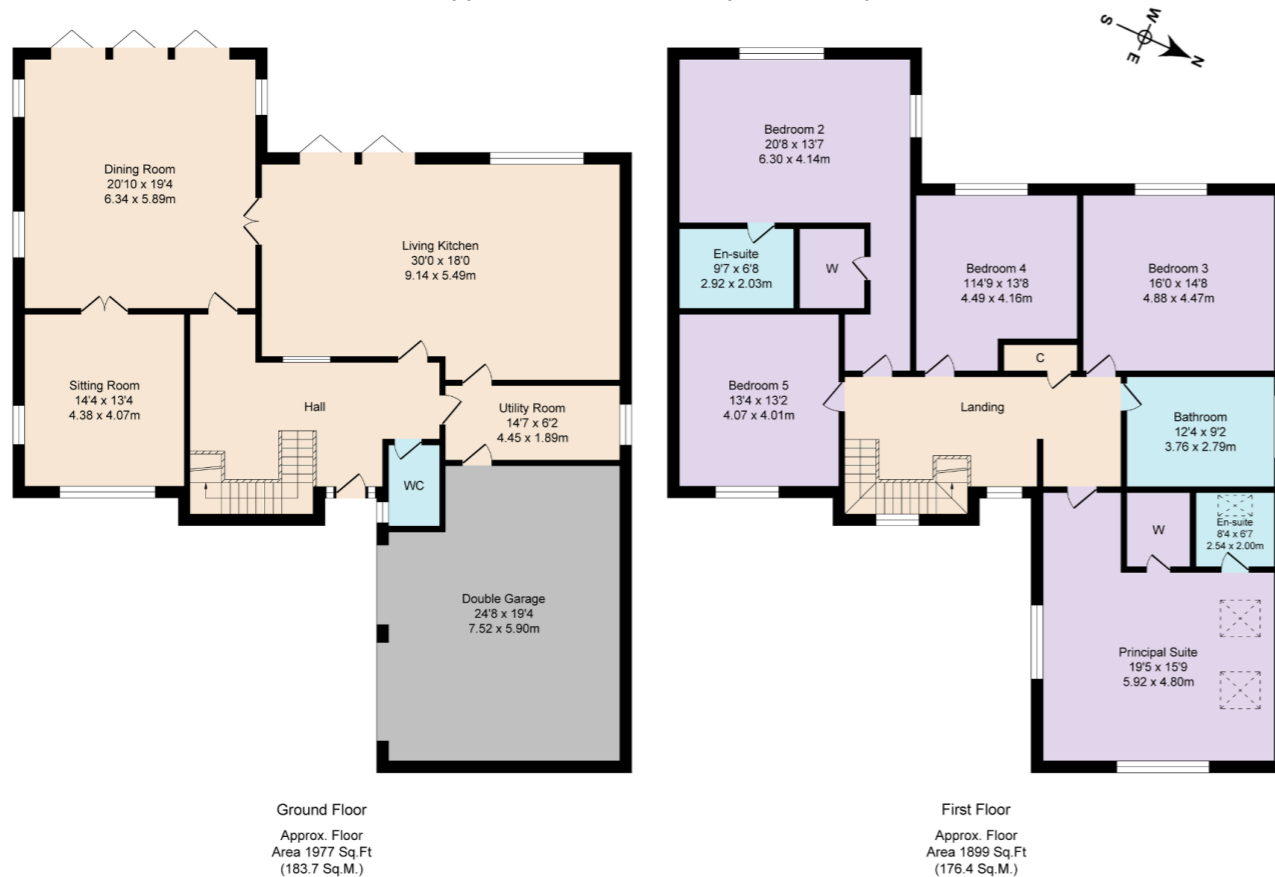 S
W
E
N
Dining Room
20'10 x 19'4
6.34 x 5.89m
Living Kitchen
30'0 x 18'0
9.14 x 5.49m
Sitting Room
14'4 x 13'4
4.38 x 4.07m
Hall
Utility Room
14'7 x 6'2
4.45 x 1.89m
WC
Double Garage
24'8 x 19'4
7.52 x 5.90m
Ground Floor
Approx. Floor
Area 1977 Sq.Ft
(183.7 Sq.M.)
Bedroom 2
20'8 x 13'7
6.30 x 4.14m
En-suite
9'7 x 6'8
2.92 x 2.03m
W
Bedroom 4
114'9 x 13'8
4.49 x 4.16m
Bedroom 3
16'0 x 14'8
4.88 x 4.47m
C
Bedroom 5
13'4 x 13'2
4.07 x 4.01m
Landing
Bathroom
12'4 x 9'2
3.76 x 2.79m
W
En-suite
8'4 x 6'7
2.54 x 2.00m
Principal Suite
19'5 x 15'9
5.92 x 4.80m
First Floor
Approx. Floor
Area 1899 Sq.Ft
(176.4 Sq.M.)